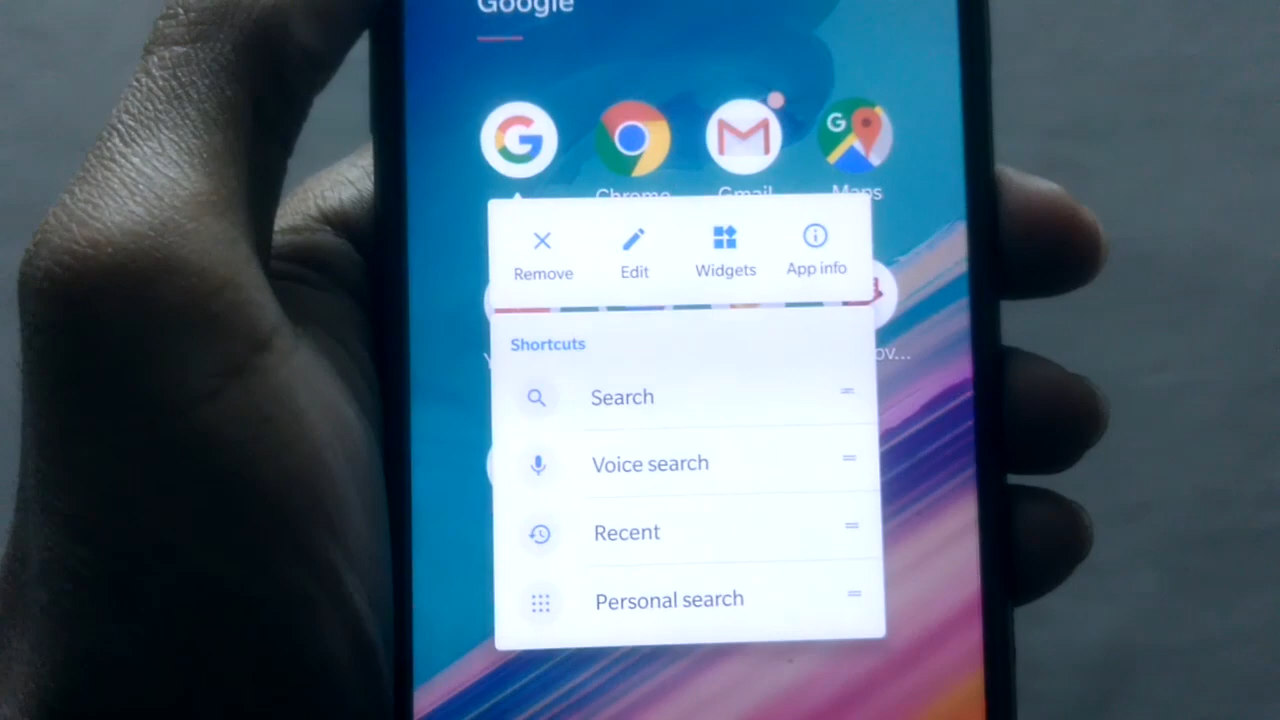 Google
Chrome Gmail Maps
Remove Edit Widgets App info
Shortcuts
Search
Voice search
Recent
Personal search